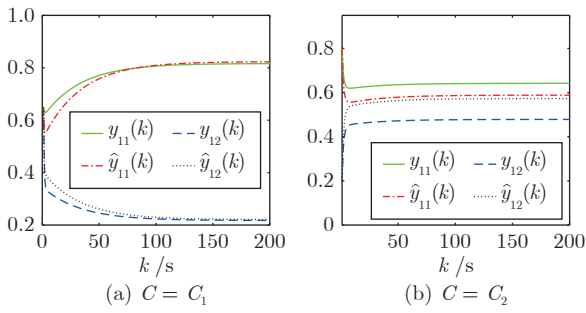 1.0
0.8
0.6
0.4
0.2
0 50 100 150 200
k /s
y₁₁(k) y₁₂(k)
ŷ₁₁(k) ŷ₁₂(k)
(a) C = C₁
0.8
0.6
0.4
0.2
0
50 100 150 200
k /s
y₁₁(k) y₁₂(k)
ŷ₁₁(k) ŷ₁₂(k)
(b) C = C₂